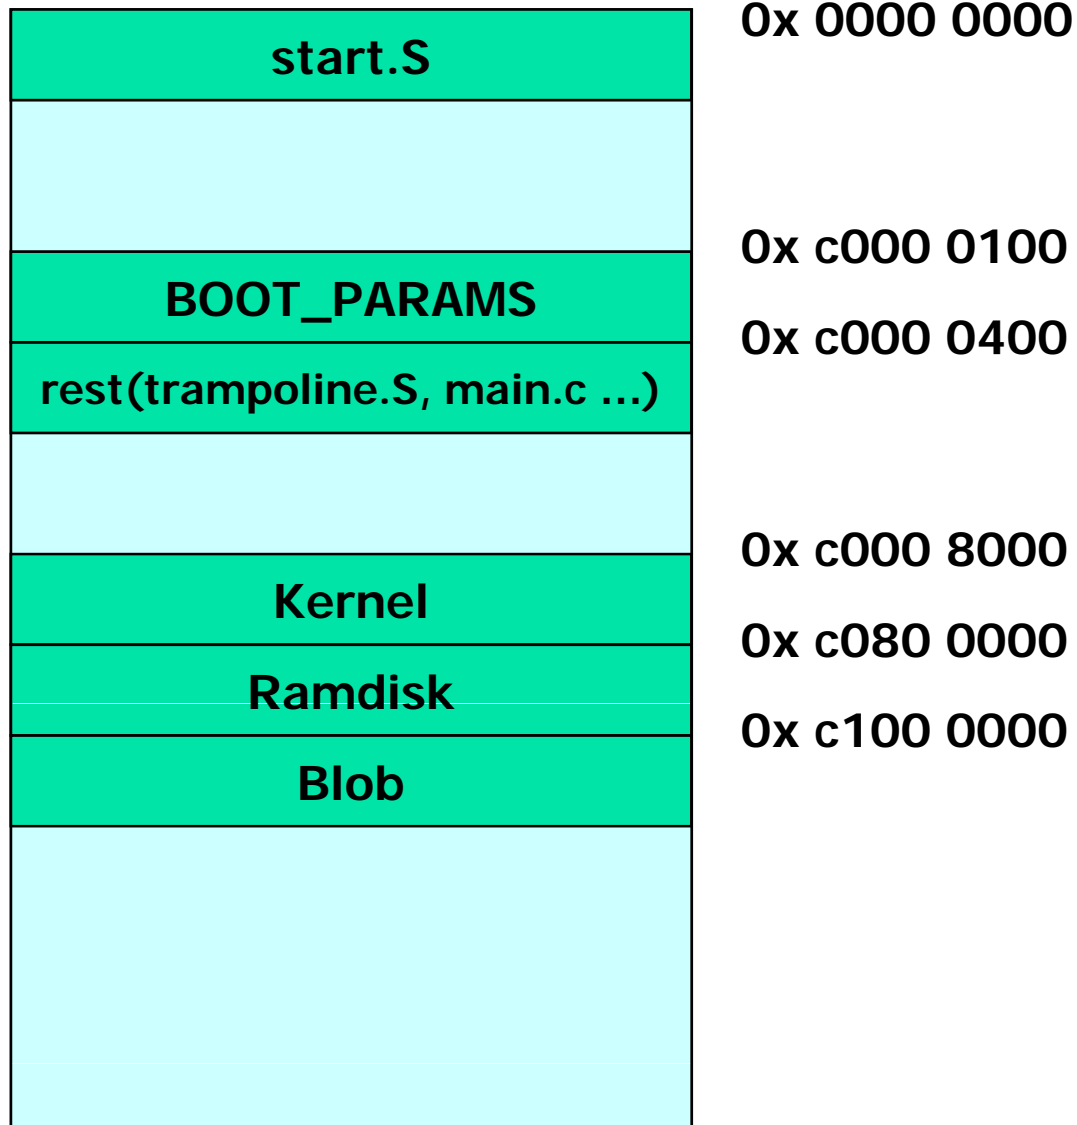 0x 0000 0000
start.S
0x c000 0100
BOOT_PARAMS
0x c000 0400
rest(trampoline.S, main.c ...)
0x c000 8000
Kernel
0x c080 0000
Ramdisk
0x c100 0000
Blob